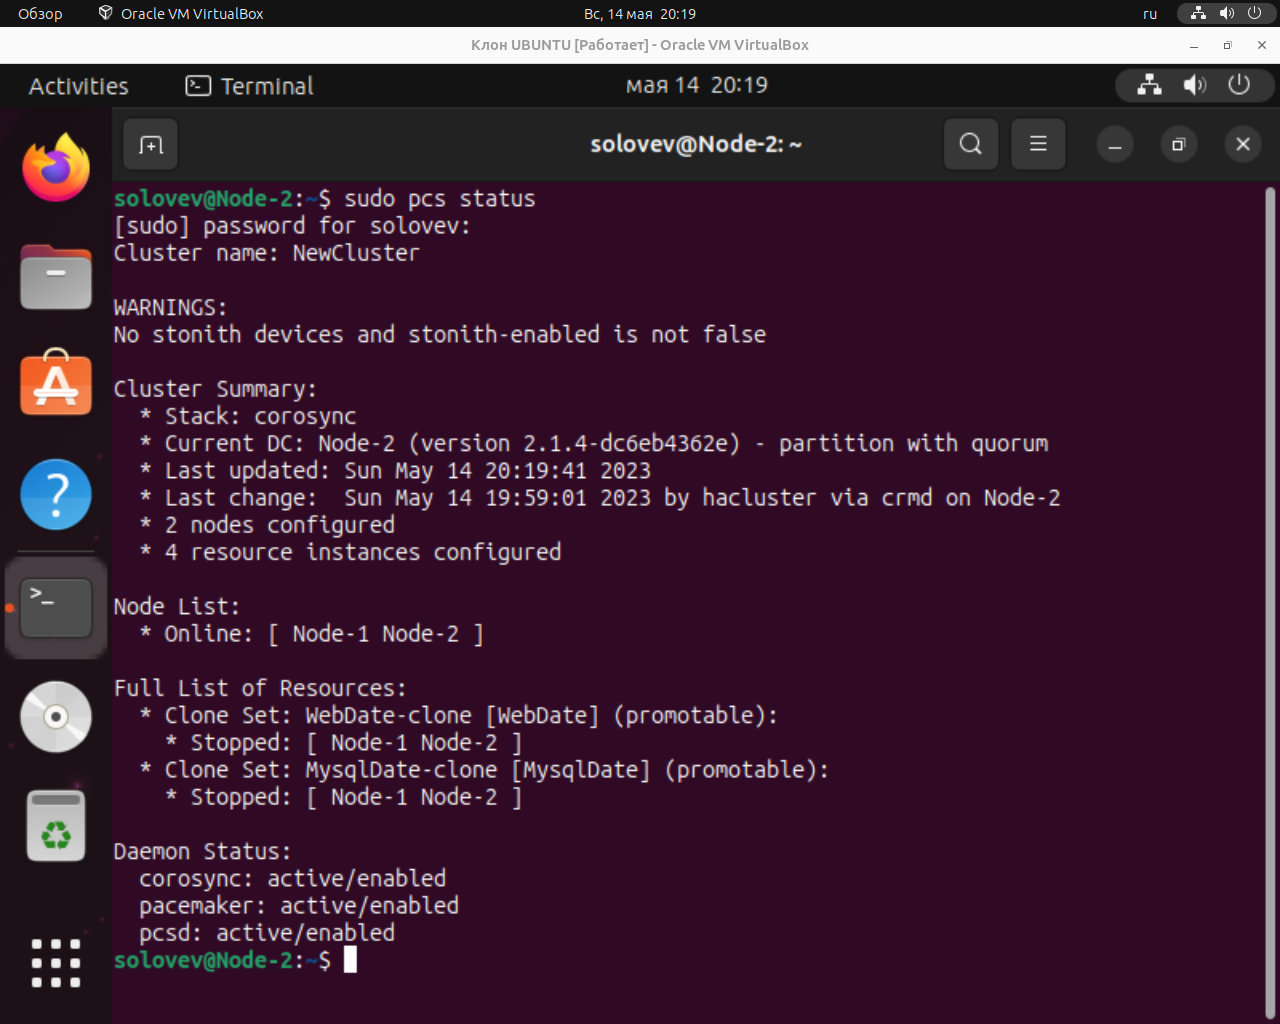 Обзор
Oracle VM VirtualBox
Вс, 14 мая 20:19
ru
Клон UBUNTU [Работает] - Oracle VM VirtualBox
Activities
Terminal
мая 14 20:19
solovev@Node-2: ~
solovev@Node-2:~$ sudo pcs status
[sudo] password for solovev:
Cluster name: NewCluster
WARNINGS:
No stonith devices and stonith-enabled is not false
Cluster Summary:
  * Stack: corosync
  * Current DC: Node-2 (version 2.1.4-dc6eb4362e) - partition with quorum
  * Last updated: Sun May 14 20:19:41 2023
  * Last change:  Sun May 14 19:59:01 2023 by hacluster via crmd on Node-2
  * 2 nodes configured
  * 4 resource instances configured
Node List:
  * Online: [ Node-1 Node-2 ]
Full List of Resources:
  * Clone Set: WebDate-clone [WebDate] (promotable):
    * Stopped: [ Node-1 Node-2 ]
  * Clone Set: MysqlDate-clone [MysqlDate] (promotable):
    * Stopped: [ Node-1 Node-2 ]
Daemon Status:
  corosync: active/enabled
  pacemaker: active/enabled
  pcsd: active/enabled
solovev@Node-2:~$